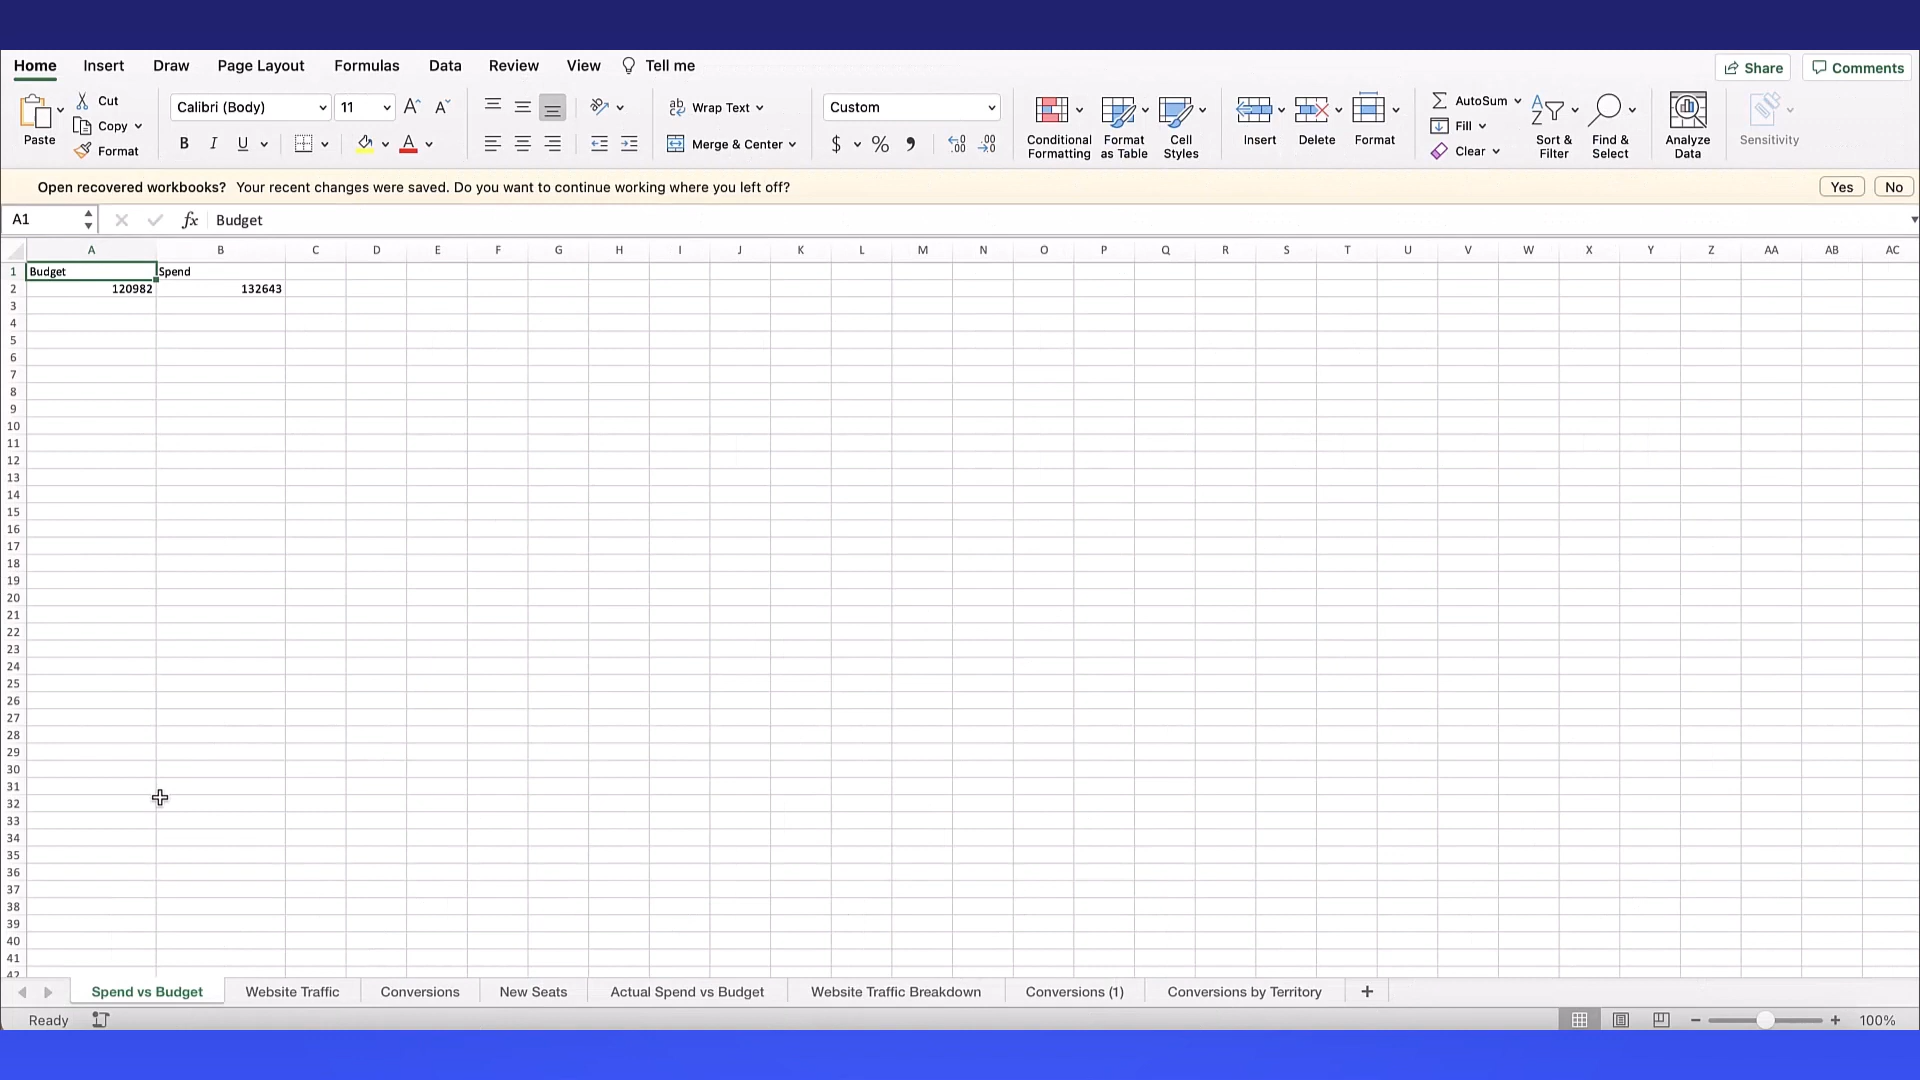 Home Insert Draw Page Layout Formulas Data Review View Tell me Share Comments
Cut
Copy
Format
Paste
Calibri (Body) 11 A^ Aˇ
B I U A
ab Wrap Text
Merge & Center
Custom
$ % , .00 .00
Conditional Formatting
Format as Table
Cell Styles
Insert
Delete
Format
AutoSum
Fill
Clear
Sort & Filter
Find & Select
Analyze Data
Sensitivity
Open recovered workbooks? Your recent changes were saved. Do you want to continue working where you left off? Yes No
A1 fx Budget
A B C D E F G H I J K L M N O P Q R S T U V W X Y Z AA AB AC
1 Budget Spend
2 120982 132643
3
4
5
6
7
8
9
10
11
12
13
14
15
16
17
18
19
20
21
22
23
24
25
26
27
28
29
30
31
32
33
34
35
36
37
38
39
40
41
42
Spend vs Budget Website Traffic Conversions New Seats Actual Spend vs Budget Website Traffic Breakdown Conversions (1) Conversions by Territory +
Ready 100%